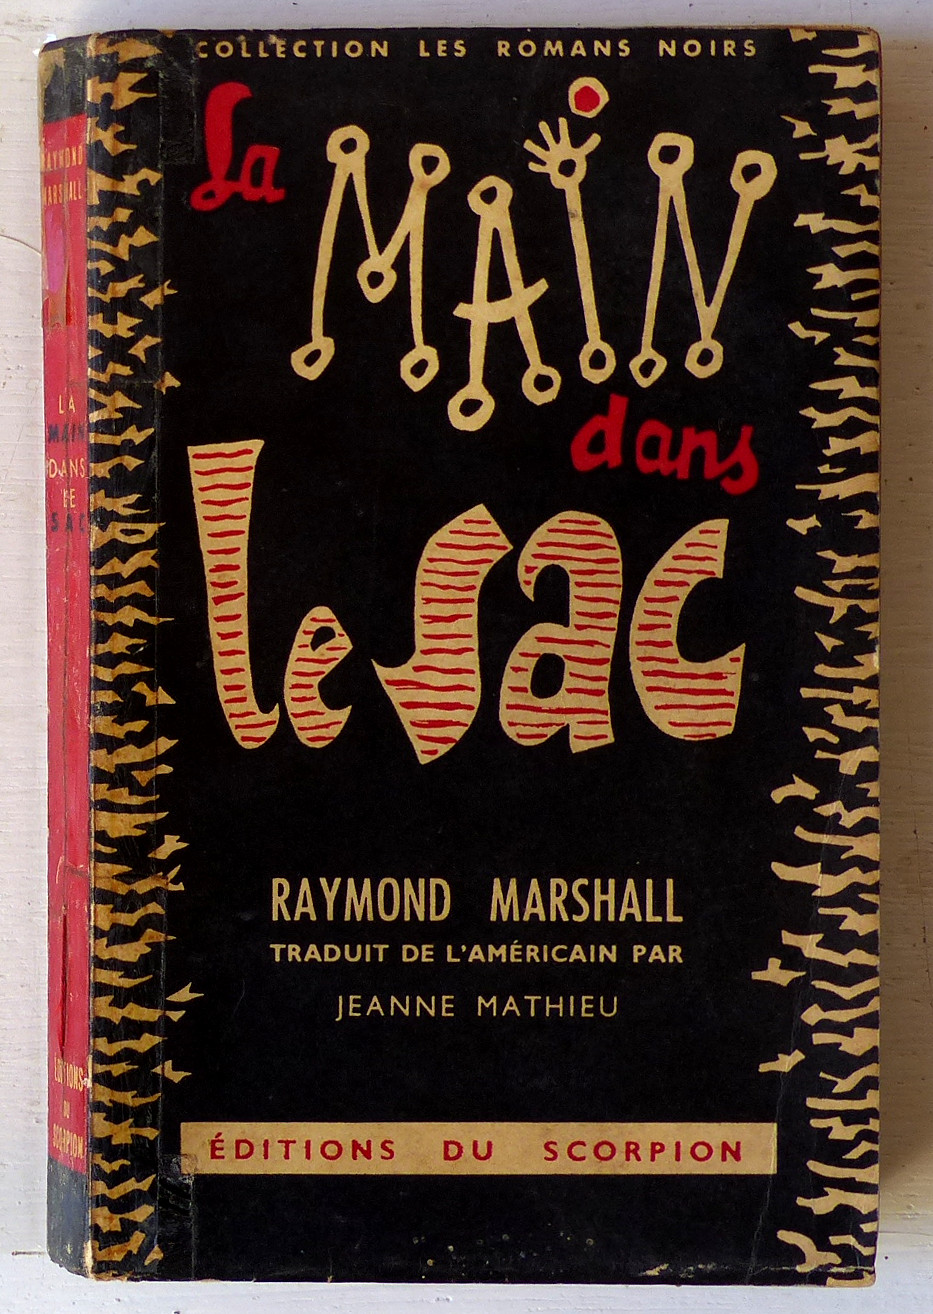 COLLECTION LES ROMANS NOIRS
La
MAiN
dans
le sac
RAYMOND MARSHALL
TRADUIT DE L'AMÉRICAIN PAR
JEANNE MATHIEU
ÉDITIONS DU SCORPION
RAYMOND
MARSHALL
LA
MAIN
DANS
LE
SAC
ÉDITIONS
DU
SCORPION